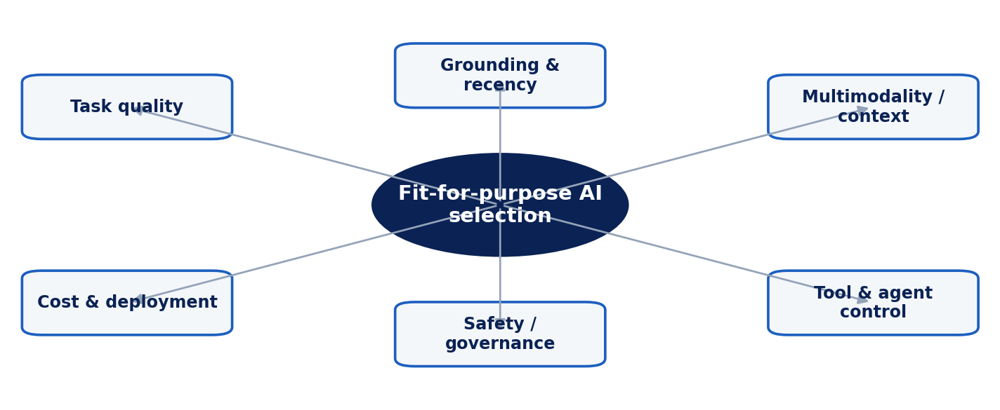 Grounding &
recency
Task quality
Multimodality /
context
Fit-for-purpose AI
selection
Cost & deployment
Tool & agent
control
Safety /
governance